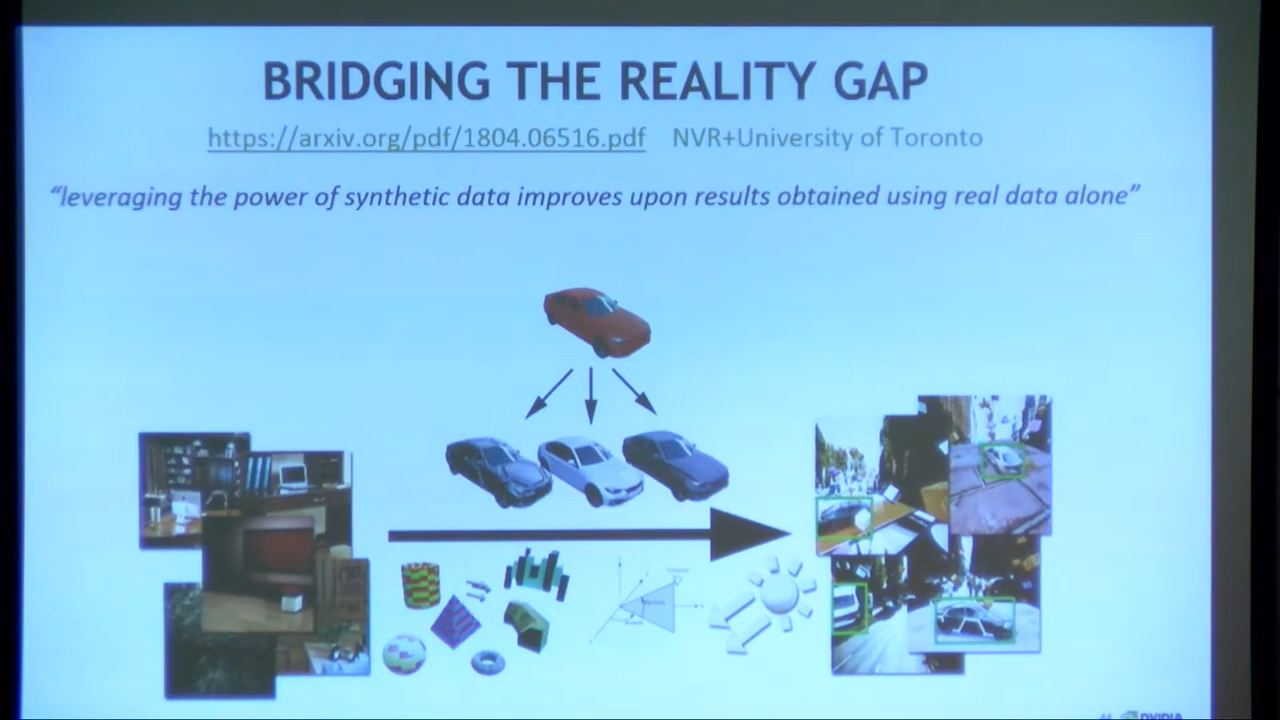 BRIDGING THE REALITY GAP
https://arxiv.org/pdf/1804.06516.pdf NVR+University of Toronto
“leveraging the power of synthetic data improves upon results obtained using real data alone”
NVIDIA